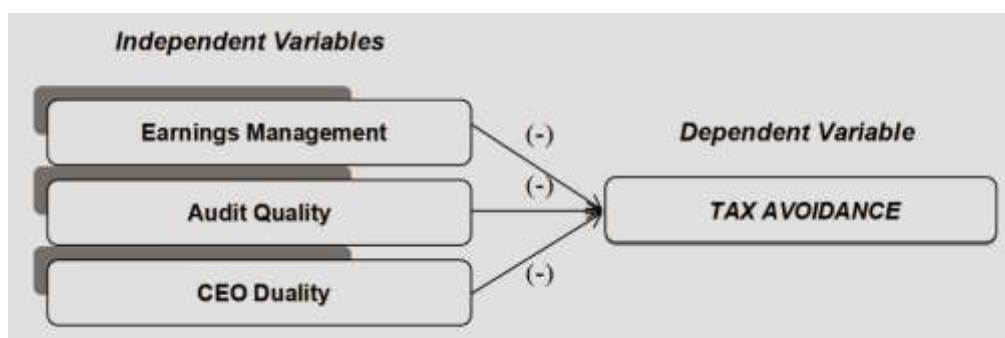 Independent Variables
Earnings Management
(-)
Dependent Variable
(-)
Audit Quality
TAX AVOIDANCE
(-)
CEO Duality